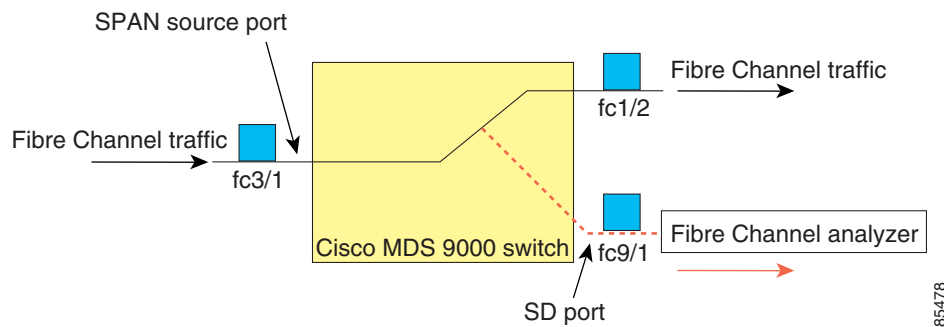 SPAN source port
Fibre Channel traffic
fc1/2
Fibre Channel traffic
fc3/1
Cisco MDS 9000 switch
fc9/1
Fibre Channel analyzer
SD port
85478